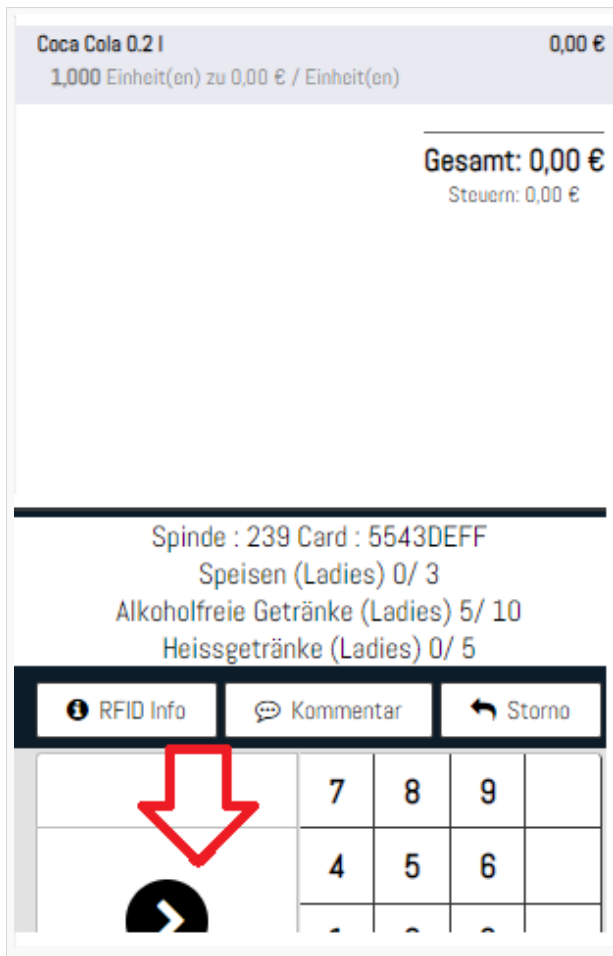 Coca Cola 0.2 l 0,00 €
1,000 Einheit(en) zu 0,00 € / Einheit(en)
Gesamt: 0,00 €
Steuern: 0,00 €
Spinde : 239 Card : 5543DEFF
Speisen (Ladies) 0/ 3
Alkoholfreie Getränke (Ladies) 5/ 10
Heissgetränke (Ladies) 0/ 5
RFID Info Kommentar Storno
7 8 9
4 5 6